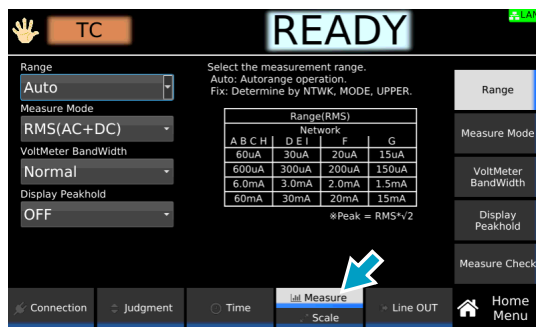 TC
READY
LAN
Range
Auto
Measure Mode
RMS(AC+DC)
VoltMeter BandWidth
Normal
Display Peakhold
OFF
Select the measurement range.
Auto: Autorange operation.
Fix: Determine by NTWK, MODE, UPPER.
Range(RMS)
Network
A B C H D E I F G
60uA 30uA 20uA 15uA
600uA 300uA 200uA 150uA
6.0mA 3.0mA 2.0mA 1.5mA
60mA 30mA 20mA 15mA
※Peak = RMS*√2
Range
Measure Mode
VoltMeter
BandWidth
Display
Peakhold
Measure Check
Connection
Judgment
Time
Measure
Scale
Line OUT
Home
Menu